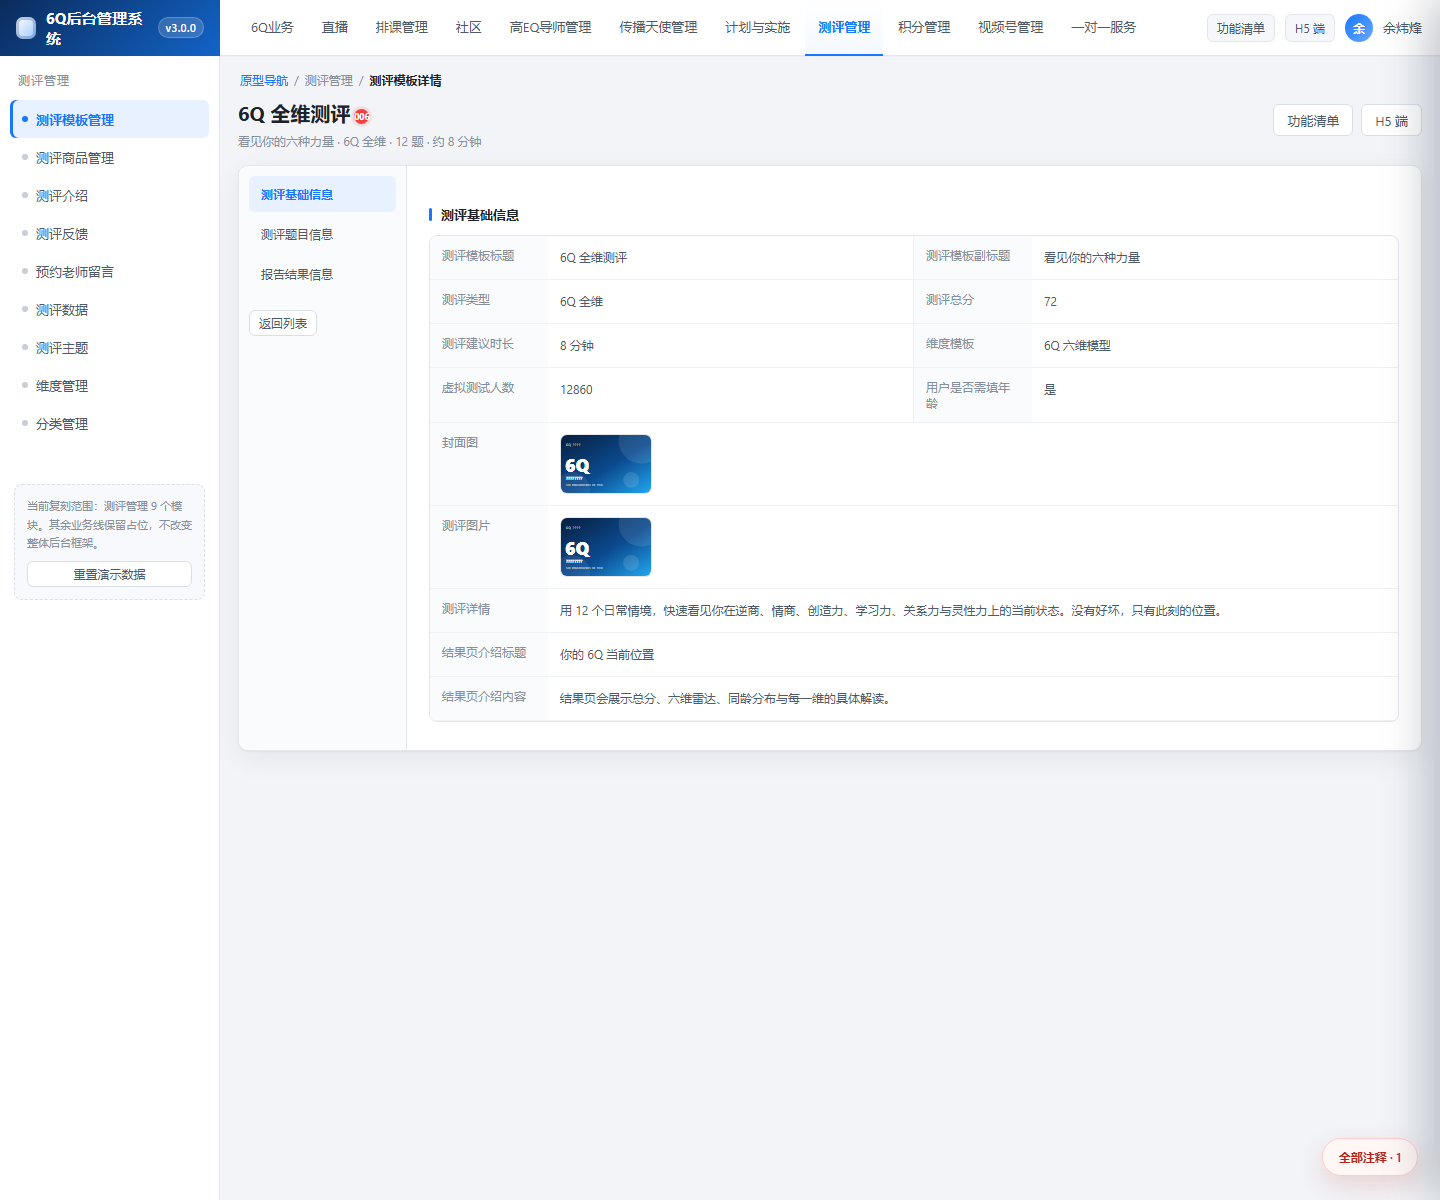 6Q后台管理系统
v3.0.0
6Q业务
直播
排课管理
社区
高EQ导师管理
传播天使管理
计划与实施
测评管理
积分管理
视频号管理
一对一服务
功能清单
H5 端
余
余炜烽
测评管理
测评模板管理
测评商品管理
测评介绍
测评反馈
预约老师留言
测评数据
测评主题
维度管理
分类管理
当前复刻范围：测评管理 9 个模
块。其余业务线保留占位，不改变
整体后台框架。
重置演示数据
原型导航 / 测评管理 / 测评模板详情
6Q 全维测评
006
看见你的六种力量 · 6Q 全维 · 12 题 · 约 8 分钟
功能清单
H5 端
测评基础信息
测评题目信息
报告结果信息
返回列表
测评基础信息
测评模板标题
6Q 全维测评
测评模板副标题
看见你的六种力量
测评类型
6Q 全维
测评总分
72
测评建议时长
8 分钟
维度模板
6Q 六维模型
虚拟测试人数
12860
用户是否需填年
龄
是
封面图
6Q
测评图片
6Q
测评详情
用 12 个日常情境，快速看见你在逆商、情商、创造力、学习力、关系力与灵性力上的当前状态。没有好坏，只有此刻的位置。
结果页介绍标题
你的 6Q 当前位置
结果页介绍内容
结果页会展示总分、六维雷达、同龄分布与每一维的具体解读。
全部注释 · 1